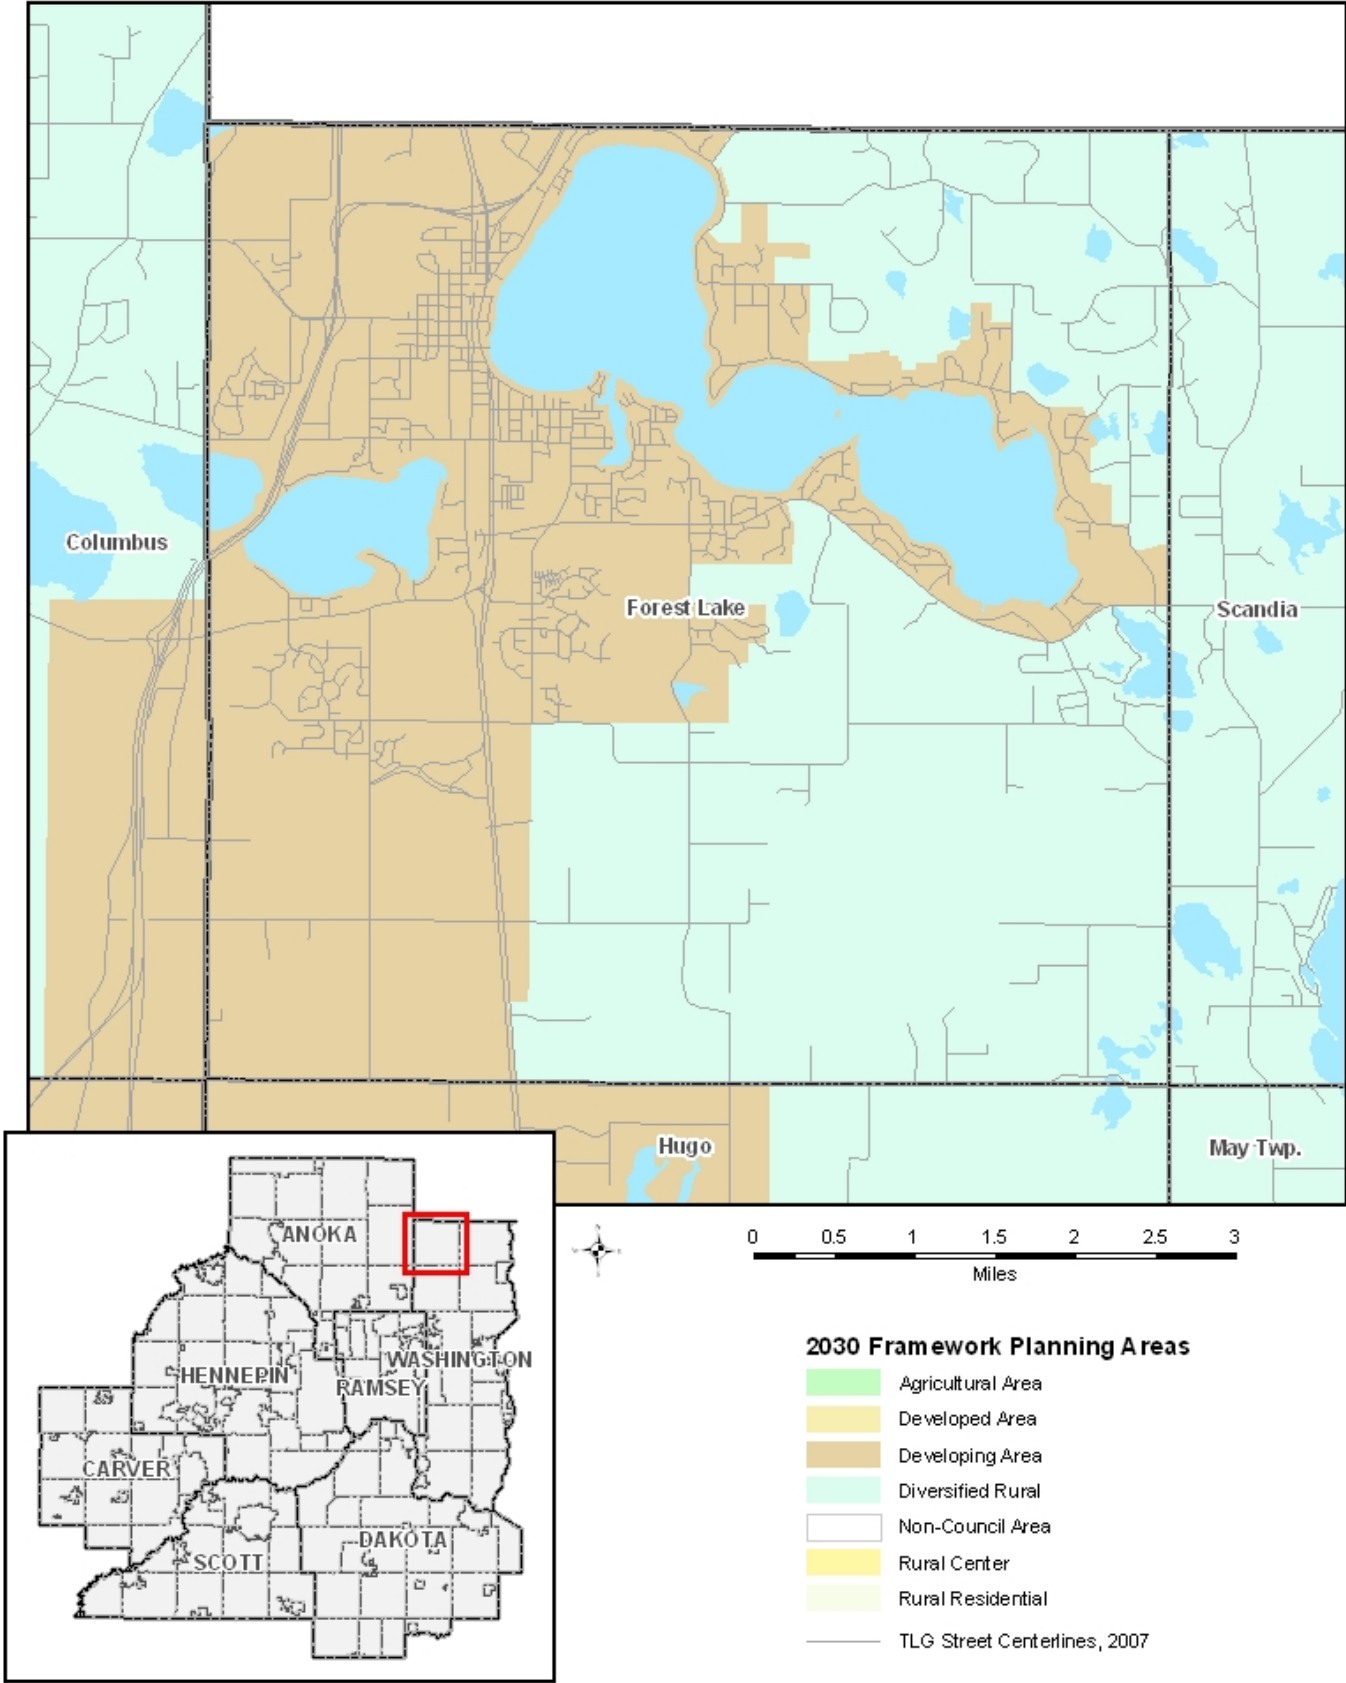 Columbus
Forest Lake
Scandia
Hugo
May Twp.
ANOKA
HENNEPIN
WASHINGTON
RAMSEY
CARVER
SCOTT
DAKOTA
0 0.5 1 1.5 2 2.5 3
Miles
2030 Framework Planning Areas
Agricultural Area
Developed Area
Developing Area
Diversified Rural
Non-Council Area
Rural Center
Rural Residential
TLG Street Centerlines, 2007